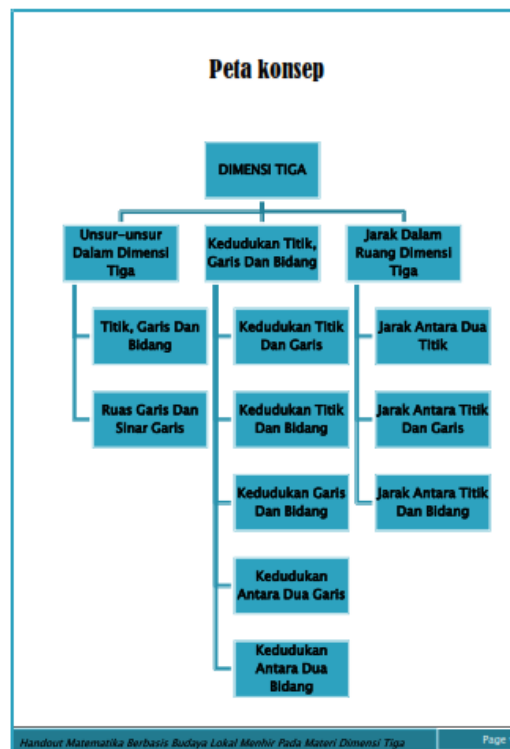 Peta konsep
DIMENSI TIGA
Unsur-unsur
Dalam Dimensi
Tiga
Titik, Garis Dan
Bidang
Ruas Garis Dan
Sinar Garis
Kedudukan Titik,
Garis Dan Bidang
Kedudukan Titik
Dan Garis
Kedudukan Titik
Dan Bidang
Kedudukan Garis
Dan Bidang
Kedudukan
Antara Dua Garis
Kedudukan
Antara Dua
Bidang
Jarak Dalam
Ruang Dimensi
Tiga
Jarak Antara Dua
Titik
Jarak Antara Titik
Dan Garis
Jarak Antara Titik
Dan Bidang
Handout Matematika Berbasis Budaya Lokal Menhir Pada Materi Dimensi Tiga
Page